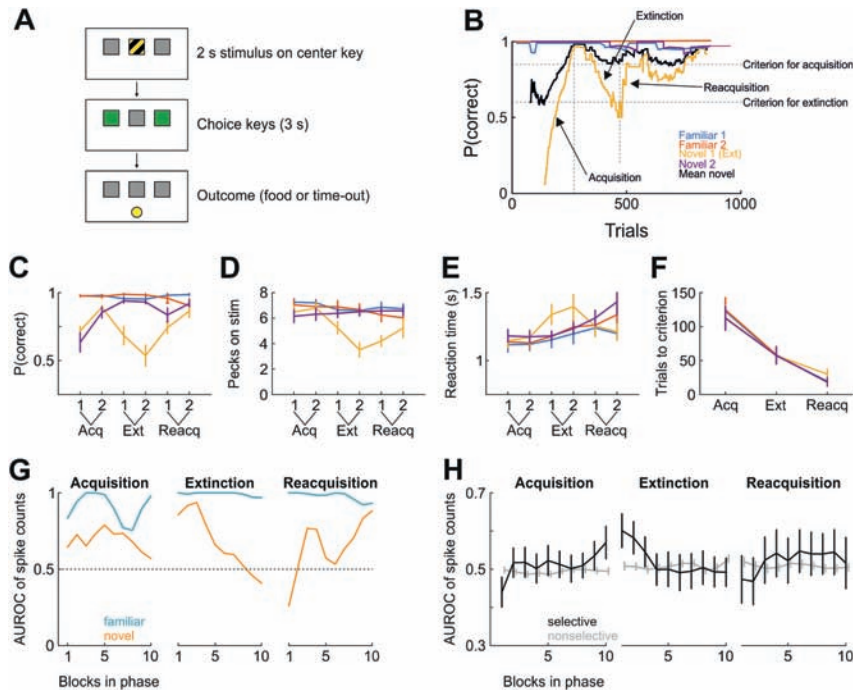 A
2 s stimulus on center key
Choice keys (3 s)
Outcome (food or time-out)
B
P(correct)
1
0.5
0
0
500
1000
Trials
Extinction
Criterion for acquisition
Reacquisition
Criterion for extinction
Familiar 1
Familiar 2
Novel 1 (Ext)
Novel 2
Mean novel
Acquisition
C
P(correct)
1
0.75
0.5
1 2 1 2 1 2
Acq Ext Reacq
D
Pecks on stim
8
6
4
2
0
1 2 1 2 1 2
Acq Ext Reacq
E
Reaction time (s)
1.5
1
1 2 1 2 1 2
Acq Ext Reacq
F
Trials to criterion
150
100
50
0
Acq Ext Reacq
G
Acquisition Extinction Reacquisition
AUROC of spike counts
1
0.5
0
familiar
novel
1 5 10 1 5 10 1 5 10
Blocks in phase
H
Acquisition Extinction Reacquisition
AUROC of spike counts
0.7
0.5
0.3
selective
nonselective
5 10 5 10 5 10
Blocks in phase